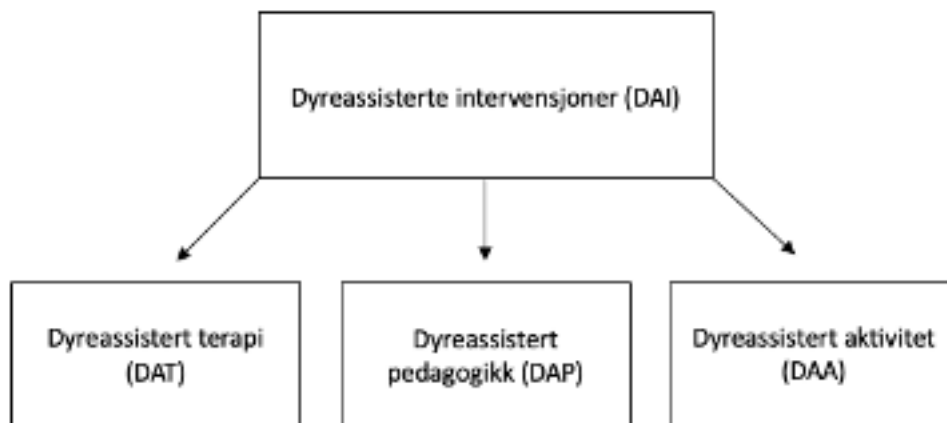 Dyreassisterte intervensjoner (DAI)
Dyreassistert terapi
(DAT)
Dyreassistert
pedagogikk (DAP)
Dyreassistert aktivitet
(DAA)